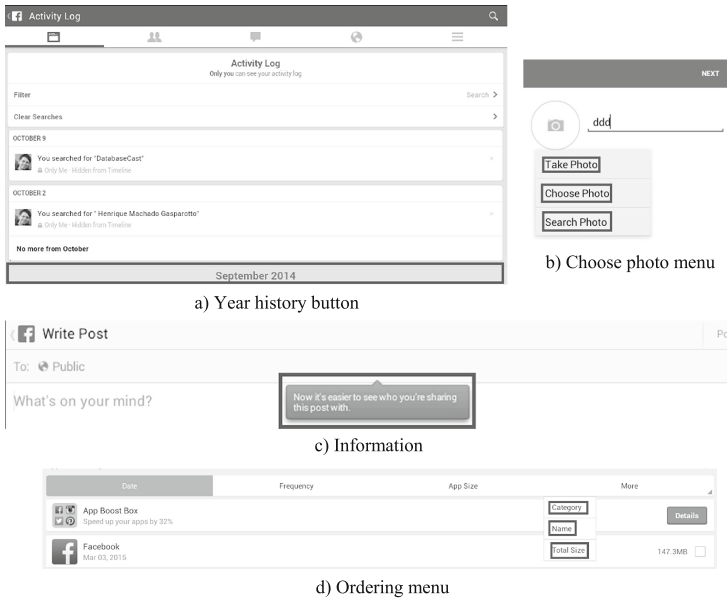 Activity Log
Activity Log
Only you can see your activity log
Filter
Search
Clear Searches
OCTOBER 9
You searched for "DatabaseCast"
Only Me · Hidden from Timeline
OCTOBER 2
You searched for " Henrique Machado Gasparotto"
Only Me · Hidden from Timeline
No more from October
September 2014
a) Year history button
NEXT
ddd
Take Photo
Choose Photo
Search Photo
b) Choose photo menu
Write Post
To: Public
What's on your mind?
Now it's easier to see who you're sharing
this post with.
c) Information
Date Frequency App Size More
App Boost Box
Speed up your apps by 32%
Category
Name
Total Size
Details
Facebook
Mar 03, 2015
147.3MB
d) Ordering menu